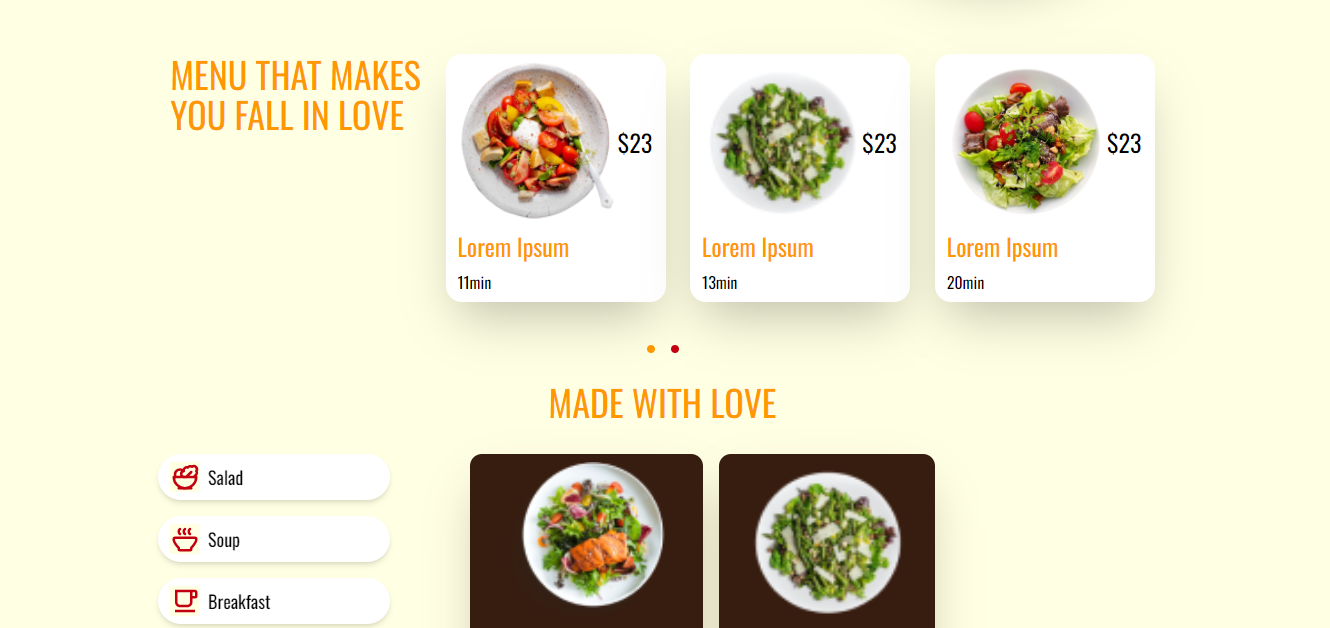 MENU THAT MAKES
YOU FALL IN LOVE
$23
Lorem Ipsum
11min
$23
Lorem Ipsum
13min
$23
Lorem Ipsum
20min
MADE WITH LOVE
Salad
Soup
Breakfast